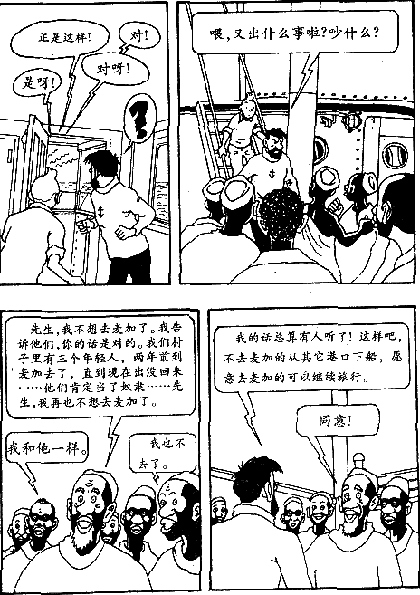 正是这样!
对!
对呀!
是呀!
?
喂,又出什么事啦?吵什么?
先生,我不想去麦加了。我告
诉他们,你的话是对的。我们村
子里有三个年轻人,两年前到
麦加去了,直到现在也没回来
……他们肯定当了奴隶……先
生,我再也不想去麦加了。
我和他一样。
我也不
去了。
我的话总算有人听了!这样吧,
不去麦加的从其它港口下船,愿
意去麦加的可以继续旅行。
同意!